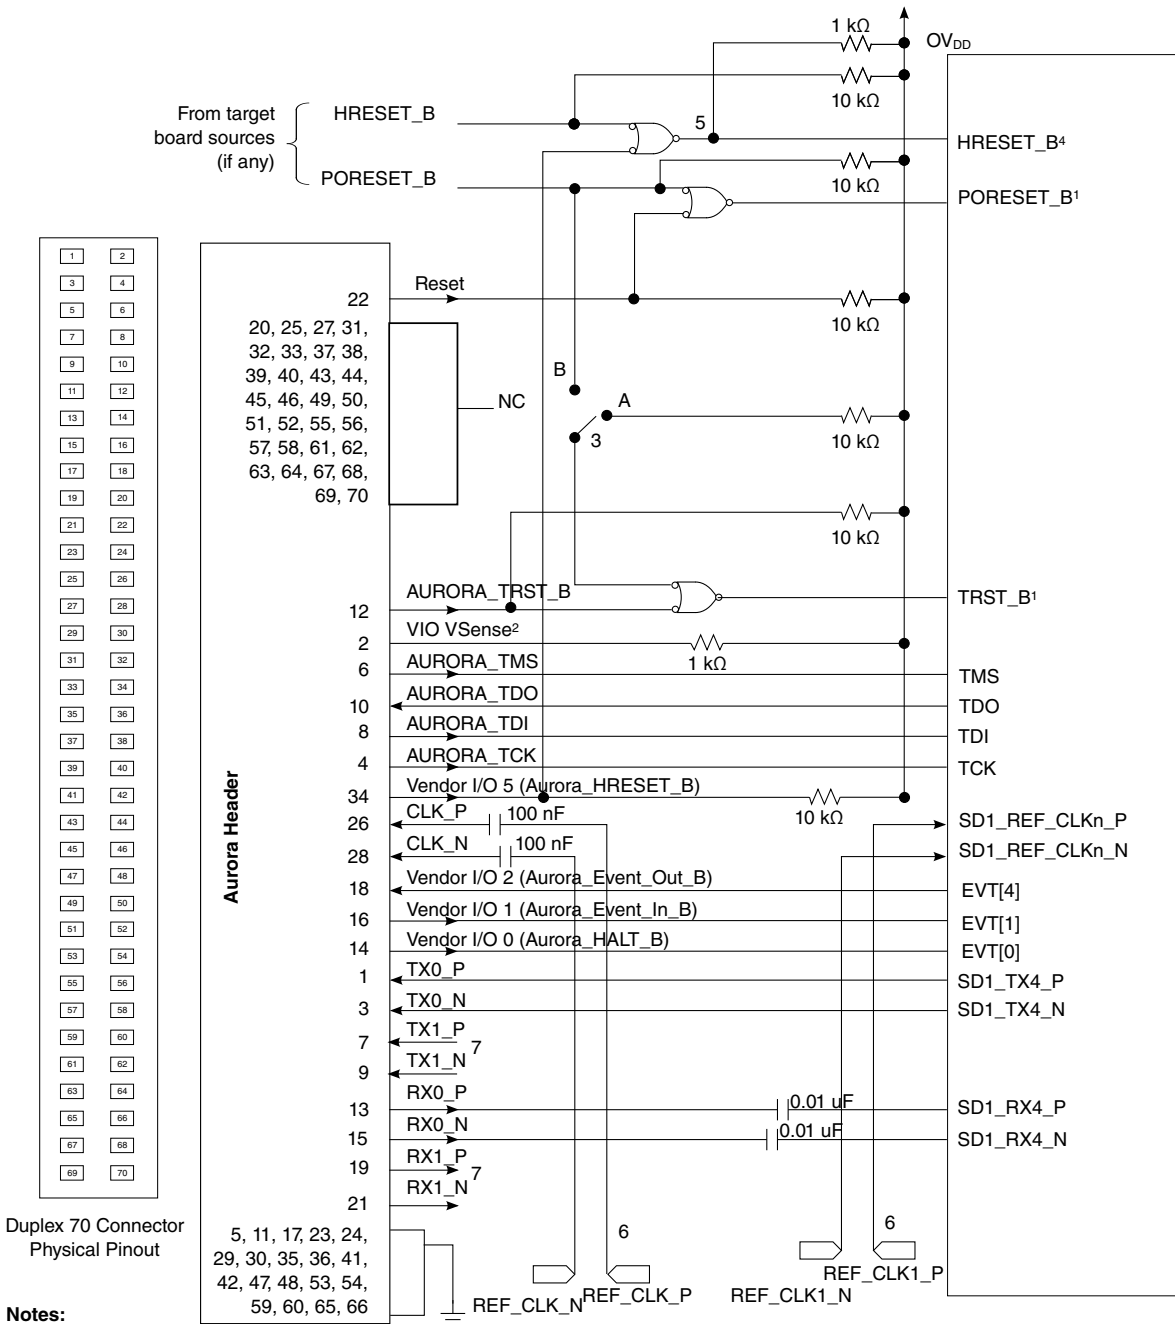 1 kΩ
OVDD
10 kΩ
From target
board sources
(if any)
HRESET_B
5
HRESET_B4
PORESET_B
10 kΩ
PORESET_B1
1 2
3 4
5 6
7 8
9 10
11 12
13 14
15 16
17 18
19 20
21 22
23 24
25 26
27 28
29 30
31 32
33 34
35 36
37 38
39 40
41 42
43 44
45 46
47 48
49 50
51 52
53 54
55 56
57 58
59 60
61 62
63 64
65 66
67 68
69 70
Duplex 70 Connector
Physical Pinout
Notes:
Aurora Header
22 Reset
10 kΩ
20, 25, 27, 31,
32, 33, 37, 38,
39, 40, 43, 44,
45, 46, 49, 50,
51, 52, 55, 56,
57, 58, 61, 62,
63, 64, 67, 68,
69, 70
NC
B
A
3
10 kΩ
10 kΩ
12 AURORA_TRST_B TRST_B1
2 VIO VSense2 1 kΩ
6 AURORA_TMS TMS
10 AURORA_TDO TDO
8 AURORA_TDI TDI
4 AURORA_TCK TCK
34 Vendor I/O 5 (Aurora_HRESET_B) 10 kΩ
26 CLK_P 100 nF SD1_REF_CLKn_P
28 CLK_N 100 nF SD1_REF_CLKn_N
18 Vendor I/O 2 (Aurora_Event_Out_B) EVT[4]
16 Vendor I/O 1 (Aurora_Event_In_B) EVT[1]
14 Vendor I/O 0 (Aurora_HALT_B) EVT[0]
1 TX0_P SD1_TX4_P
3 TX0_N SD1_TX4_N
7 TX1_P 7
9 TX1_N
13 RX0_P 0.01 uF SD1_RX4_P
15 RX0_N 0.01 uF SD1_RX4_N
19 RX1_P 7
21 RX1_N
5, 11, 17, 23, 24,
29, 30, 35, 36, 41,
42, 47, 48, 53, 54,
59, 60, 65, 66
6
6
REF_CLK_N
REF_CLK_P
REF_CLK1_N
REF_CLK1_P